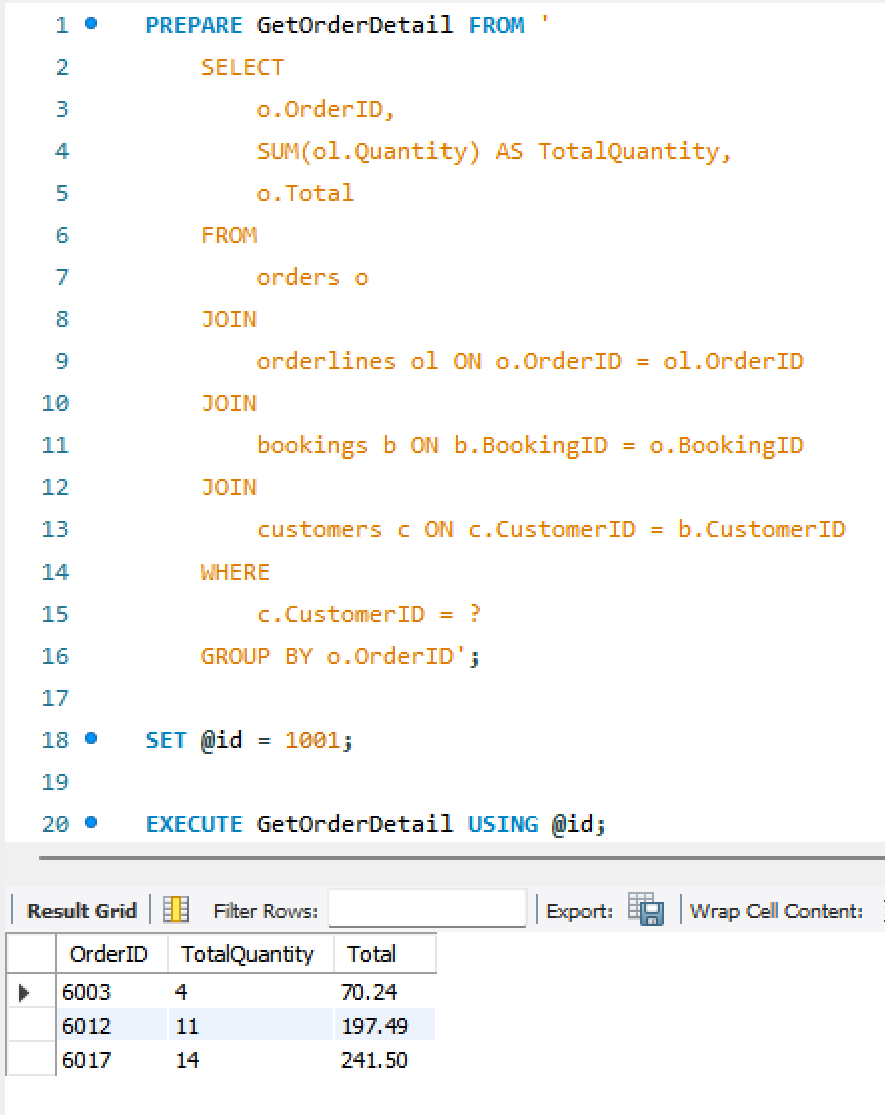 1 PREPARE GetOrderDetail FROM '
2 SELECT
3 o.OrderID,
4 SUM(ol.Quantity) AS TotalQuantity,
5 o.Total
6 FROM
7 orders o
8 JOIN
9 orderlines ol ON o.OrderID = ol.OrderID
10 JOIN
11 bookings b ON b.BookingID = o.BookingID
12 JOIN
13 customers c ON c.CustomerID = b.CustomerID
14 WHERE
15 c.CustomerID = ?
16 GROUP BY o.OrderID';
17
18 SET @id = 1001;
19
20 EXECUTE GetOrderDetail USING @id;
Result Grid Filter Rows: Export: Wrap Cell Content:
OrderID TotalQuantity Total
6003 4 70.24
6012 11 197.49
6017 14 241.50